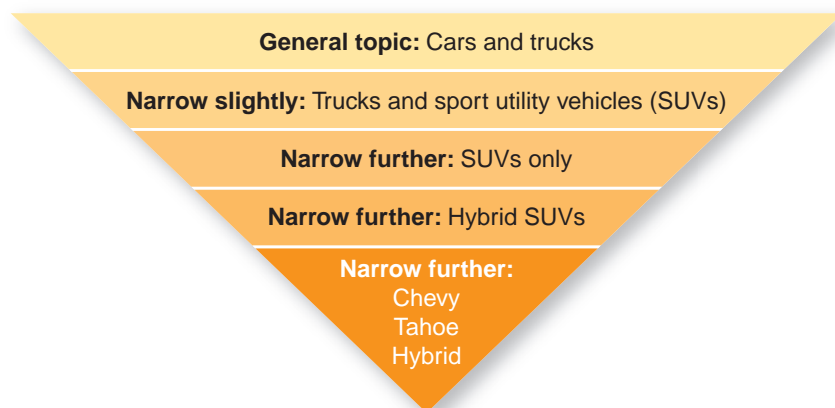 General topic: Cars and trucks
Narrow slightly: Trucks and sport utility vehicles (SUVs)
Narrow further: SUVs only
Narrow further: Hybrid SUVs
Narrow further:
Chevy
Tahoe
Hybrid